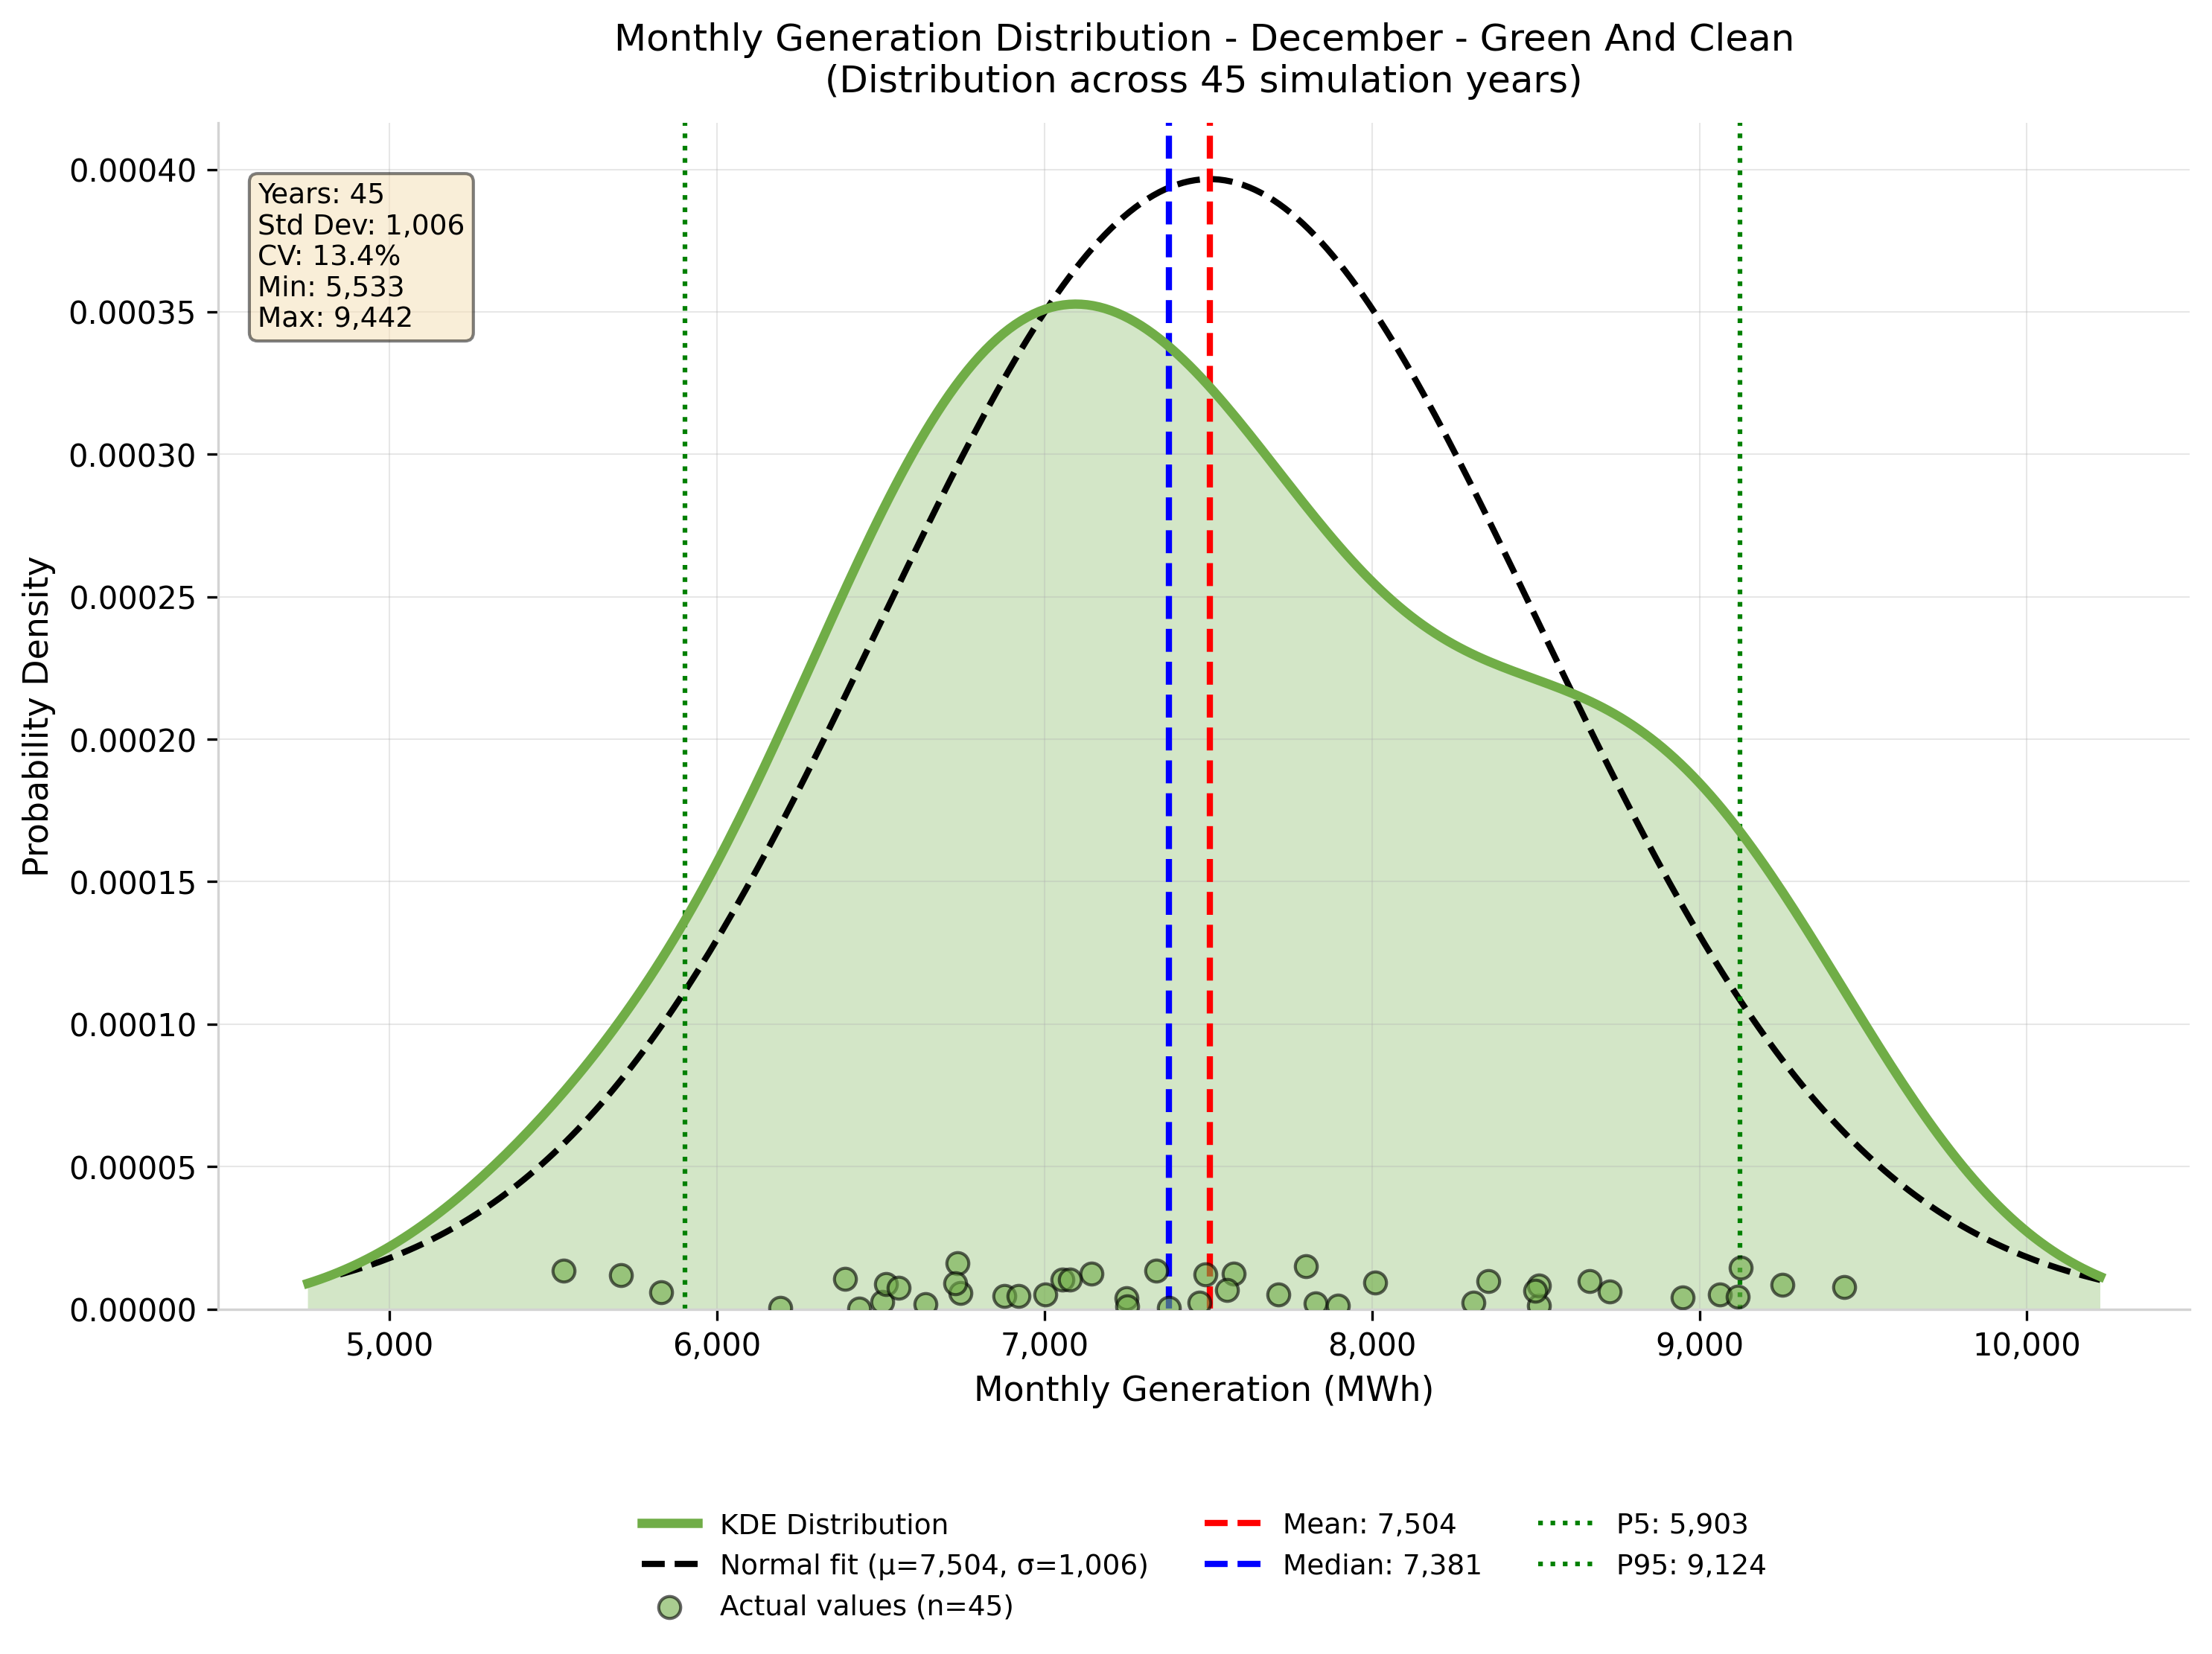 Monthly Generation Distribution - December - Green And Clean
(Distribution across 45 simulation years)
Years: 45
Std Dev: 1,006
CV: 13.4%
Min: 5,533
Max: 9,442
Probability Density
0.00040
0.00035
0.00030
0.00025
0.00020
0.00015
0.00010
0.00005
0.00000
5,000 6,000 7,000 8,000 9,000 10,000
Monthly Generation (MWh)
KDE Distribution
Normal fit (μ=7,504, σ=1,006)
Actual values (n=45)
Mean: 7,504
Median: 7,381
P5: 5,903
P95: 9,124